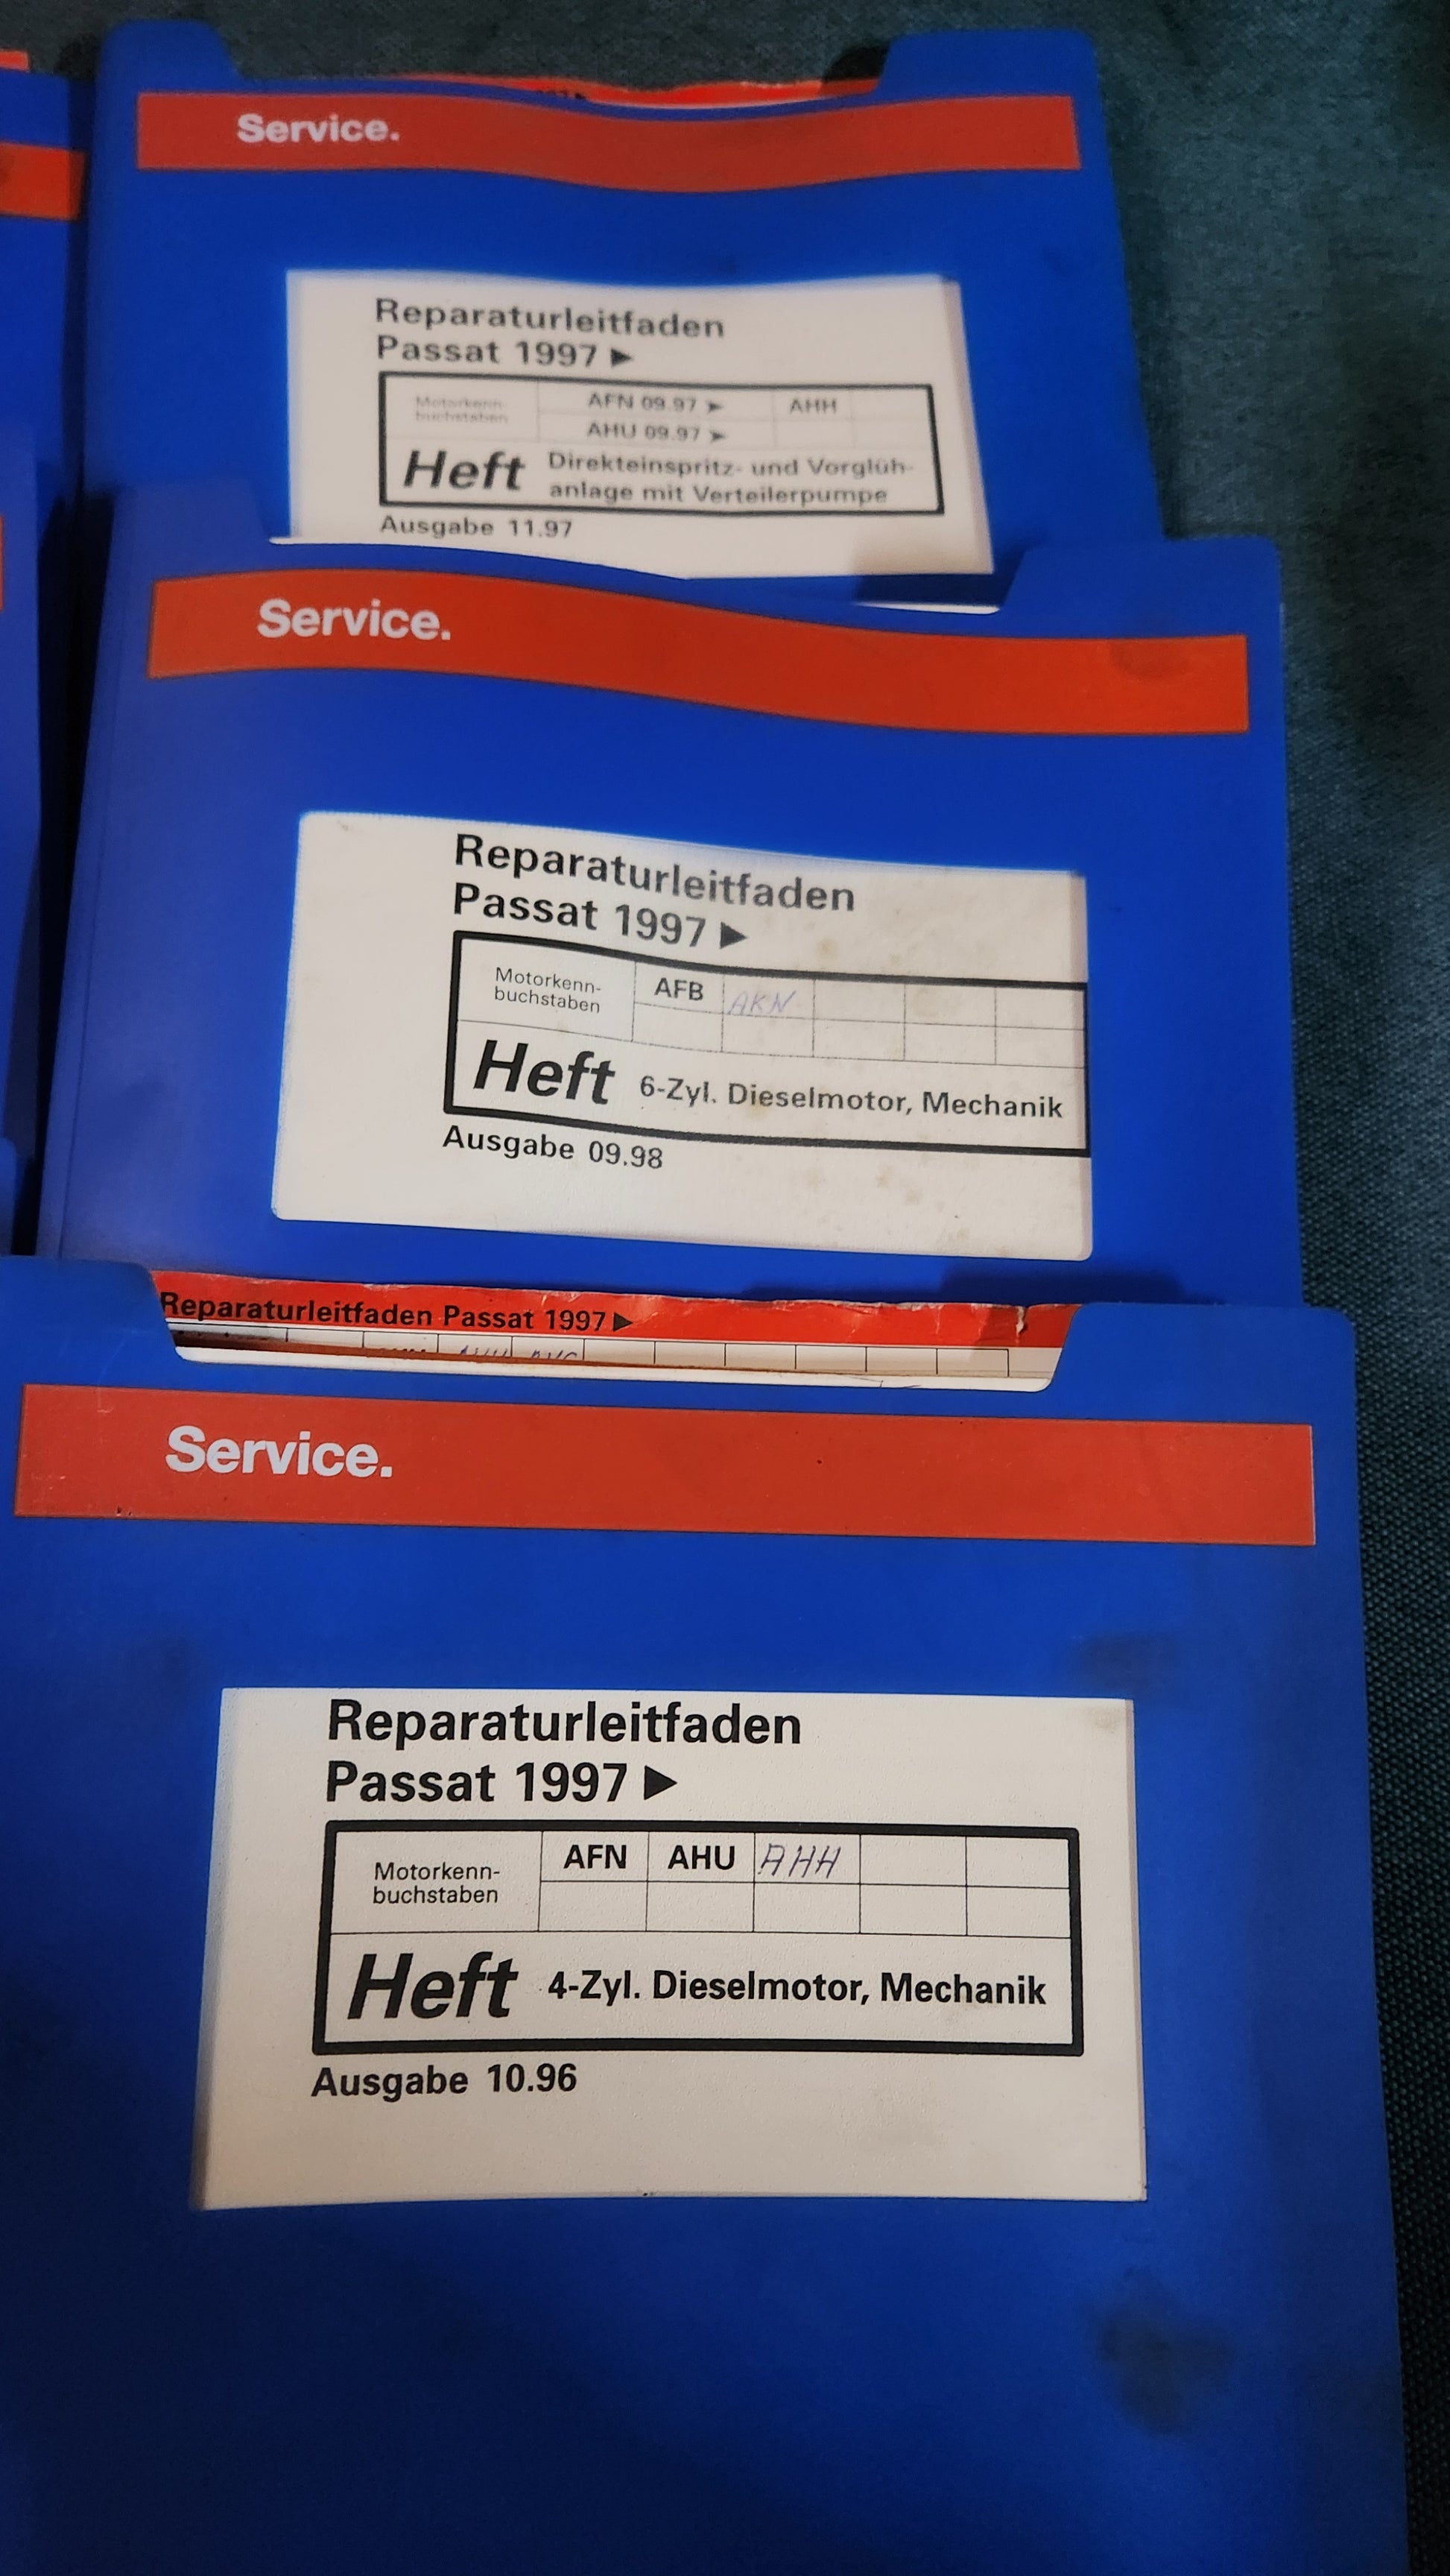 Service.
Reparaturleitfaden
Passat 1997 ►
Motorkenn-
buchstaben
AFN 09.97 ➤ AHH
AHU 09.97 ➤
Heft Direkteinspritz- und Vorglüh-
anlage mit Verteilerpumpe
Ausgabe 11.97
Service.
Reparaturleitfaden
Passat 1997 ►
Motorkenn-
buchstaben
AFB AKN
Heft 6-Zyl. Dieselmotor, Mechanik
Ausgabe 09.98
Reparaturleitfaden Passat 1997 ►
Service.
Reparaturleitfaden
Passat 1997 ►
Motorkenn-
buchstaben
AFN AHU AHH
Heft 4-Zyl. Dieselmotor, Mechanik
Ausgabe 10.96